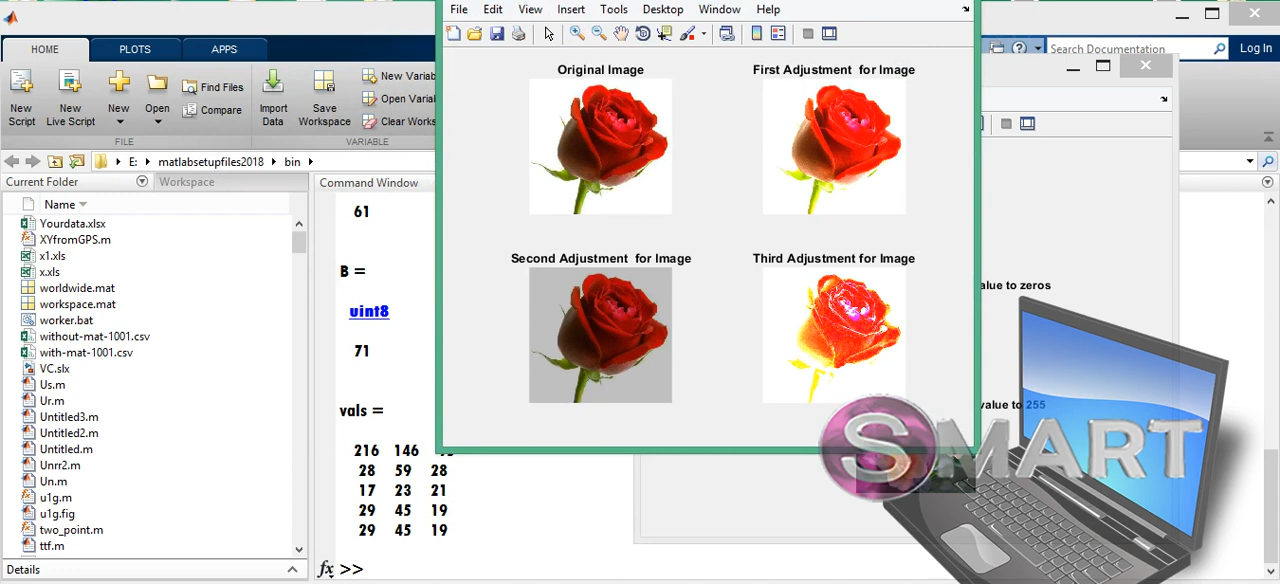 File Edit View Insert Tools Desktop Window Help
HOME PLOTS APPS
Search Documentation
Log In
New Script
New Live Script
New
Open
Find Files
Compare
Import Data
Save Workspace
New Variab
Open Variab
Clear Works
FILE
VARIABLE
E: matlabsetupfiles2018 bin
Current Folder
Workspace
Name
Yourdata.xlsx
XYfromGPS.m
x1.xls
x.xls
worldwide.mat
workspace.mat
worker.bat
without-mat-1001.csv
with-mat-1001.csv
VC.slx
Us.m
Ur.m
Untitled3.m
Untitled2.m
Untitled.m
Unrr2.m
Un.m
u1g.m
u1g.fig
two_point.m
ttf.m
Details
Command Window
61
B =
uint8
71
vals =
216 146
28 59 28
17 23 21
29 45 19
29 45 19
fx >>
Original Image
First Adjustment for Image
Second Adjustment for Image
Third Adjustment for Image
alue to zeros
value to 255
SMART